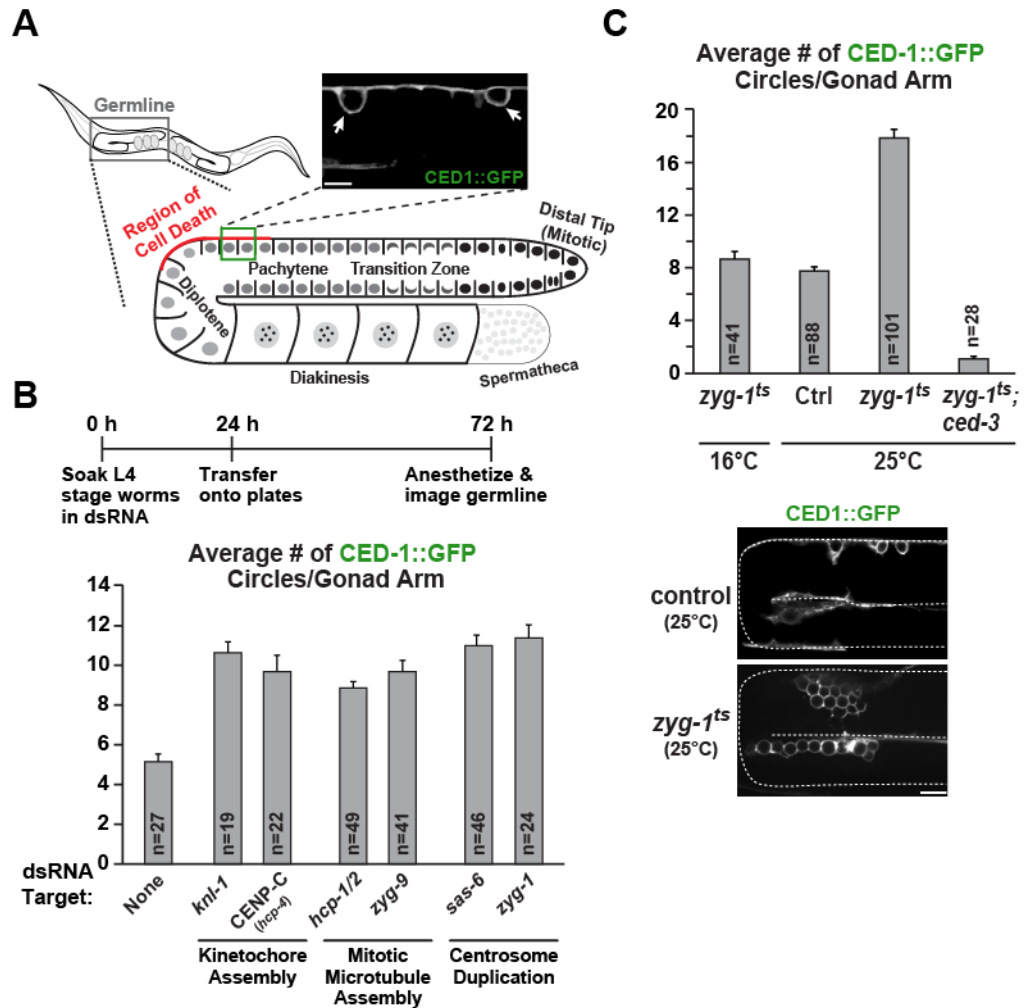 A
Germline
CED1::GFP
Region of
Cell Death
Distal Tip
(Mitotic)
Pachytene
Transition Zone
Diplotene
Diakinesis
Spermatheca
B
0 h
24 h
72 h
Soak L4
stage worms
in dsRNA
Transfer
onto plates
Anesthetize &
image germline
Average # of CED-1::GFP
Circles/Gonad Arm
14
12
10
8
6
4
2
0
n=27
n=19
n=22
n=49
n=41
n=46
n=24
dsRNA
Target:
None
knl-1
CENP-C
(hcp-4)
hcp-1/2
zyg-9
sas-6
zyg-1
Kinetochore
Assembly
Mitotic
Microtubule
Assembly
Centrosome
Duplication
C
Average # of CED-1::GFP
Circles/Gonad Arm
20
16
12
8
4
0
n=41
n=88
n=101
n=28
zyg-1ts
Ctrl
zyg-1ts
zyg-1ts;
ced-3
16°C
25°C
CED1::GFP
control
(25°C)
zyg-1ts
(25°C)